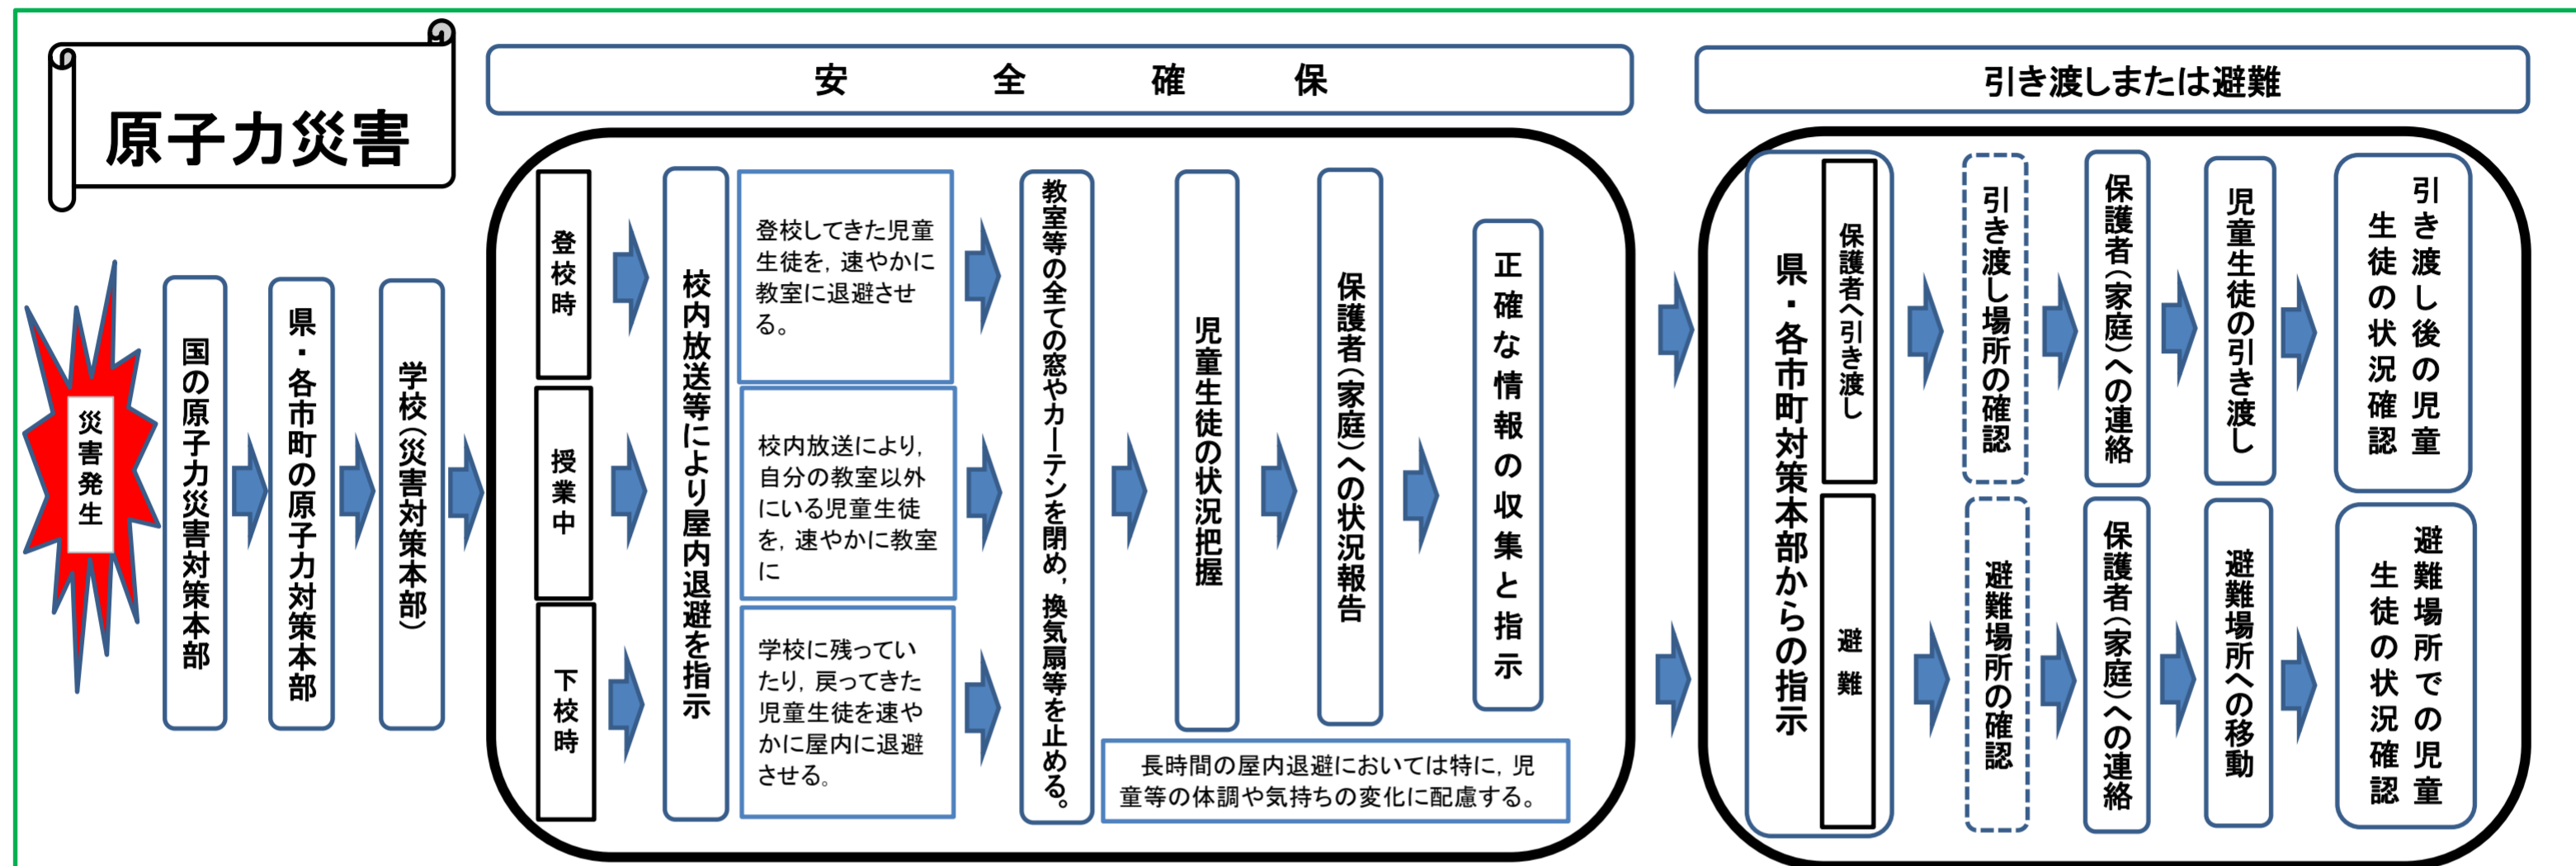 原子力災害
安全確保
引き渡しまたは避難
災害発生
国の原子力災害対策本部
県・各市町の原子力対策本部
学校（災害対策本部）
登校時
授業中
下校時
校内放送等により屋内退避を指示
登校してきた児童
生徒を，速やかに
教室に退避させ
る。
校内放送により，
自分の教室以外
にいる児童生徒
を，速やかに教室
に
学校に残ってい
たり，戻ってきた
児童生徒を速や
かに屋内に退避
させる。
教室等の全ての窓やカーテンを閉め，換気扇等を止める。
児童生徒の状況把握
保護者（家庭）への状況報告
正確な情報の収集と指示
長時間の屋内退避においては特に，児
童等の体調や気持ちの変化に配慮する。
県・各市町対策本部からの指示
保護者へ引き渡し
引き渡し場所の確認
保護者（家庭）への連絡
児童生徒の引き渡し
引き渡し後の児童
生徒の状況確認
避難
避難場所の確認
保護者（家庭）への連絡
避難場所への移動
避難場所での児童
生徒の状況確認